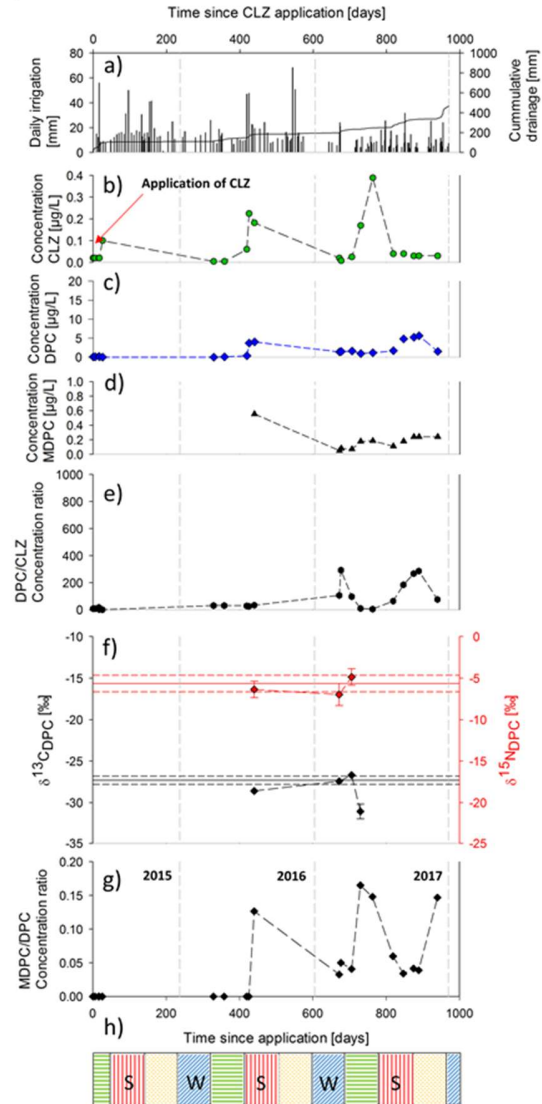 Time since CLZ application [days]
0 200 400 600 800 1000
a)
Daily irrigation
[mm]
80
60
40
20
0
1000
800
600
400
200
0
Cummulative
drainage [mm]
b)
Application of CLZ
Concentration
CLZ [µg/L]
0.4
0.3
0.2
0.1
0.0
c)
Concentration
DPC [µg/L]
20
15
10
5
0
d)
Concentration
MDPC [µg/L]
1.0
0.8
0.6
0.4
0.2
0.0
e)
DPC/CLZ
Concentration ratio
1000
800
600
400
200
0
f)
δ13CDPC [‰]
-10
-15
-20
-25
-30
-35
0
-5
-10
-15
-20
-25
δ15NDPC [‰]
g)
2015 2016 2017
MDPC/DPC
Concentration ratio
0.20
0.15
0.10
0.05
0.00
0 200 400 600 800 1000
Time since application [days]
h)
S W S W S